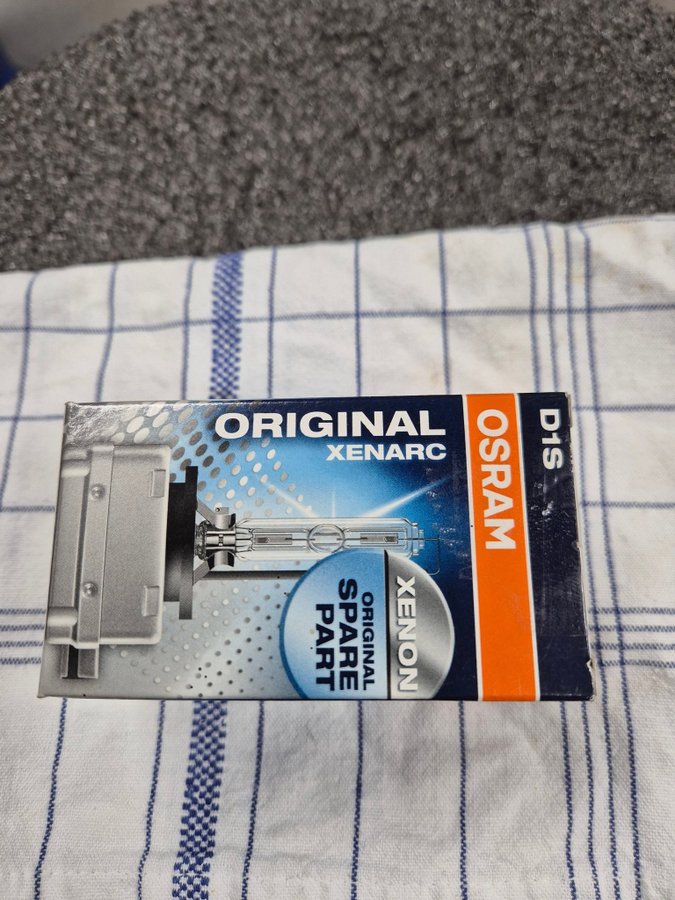 ORIGINAL
XENARC
OSRAM
D1S
XENON
ORIGINAL
SPARE
PART